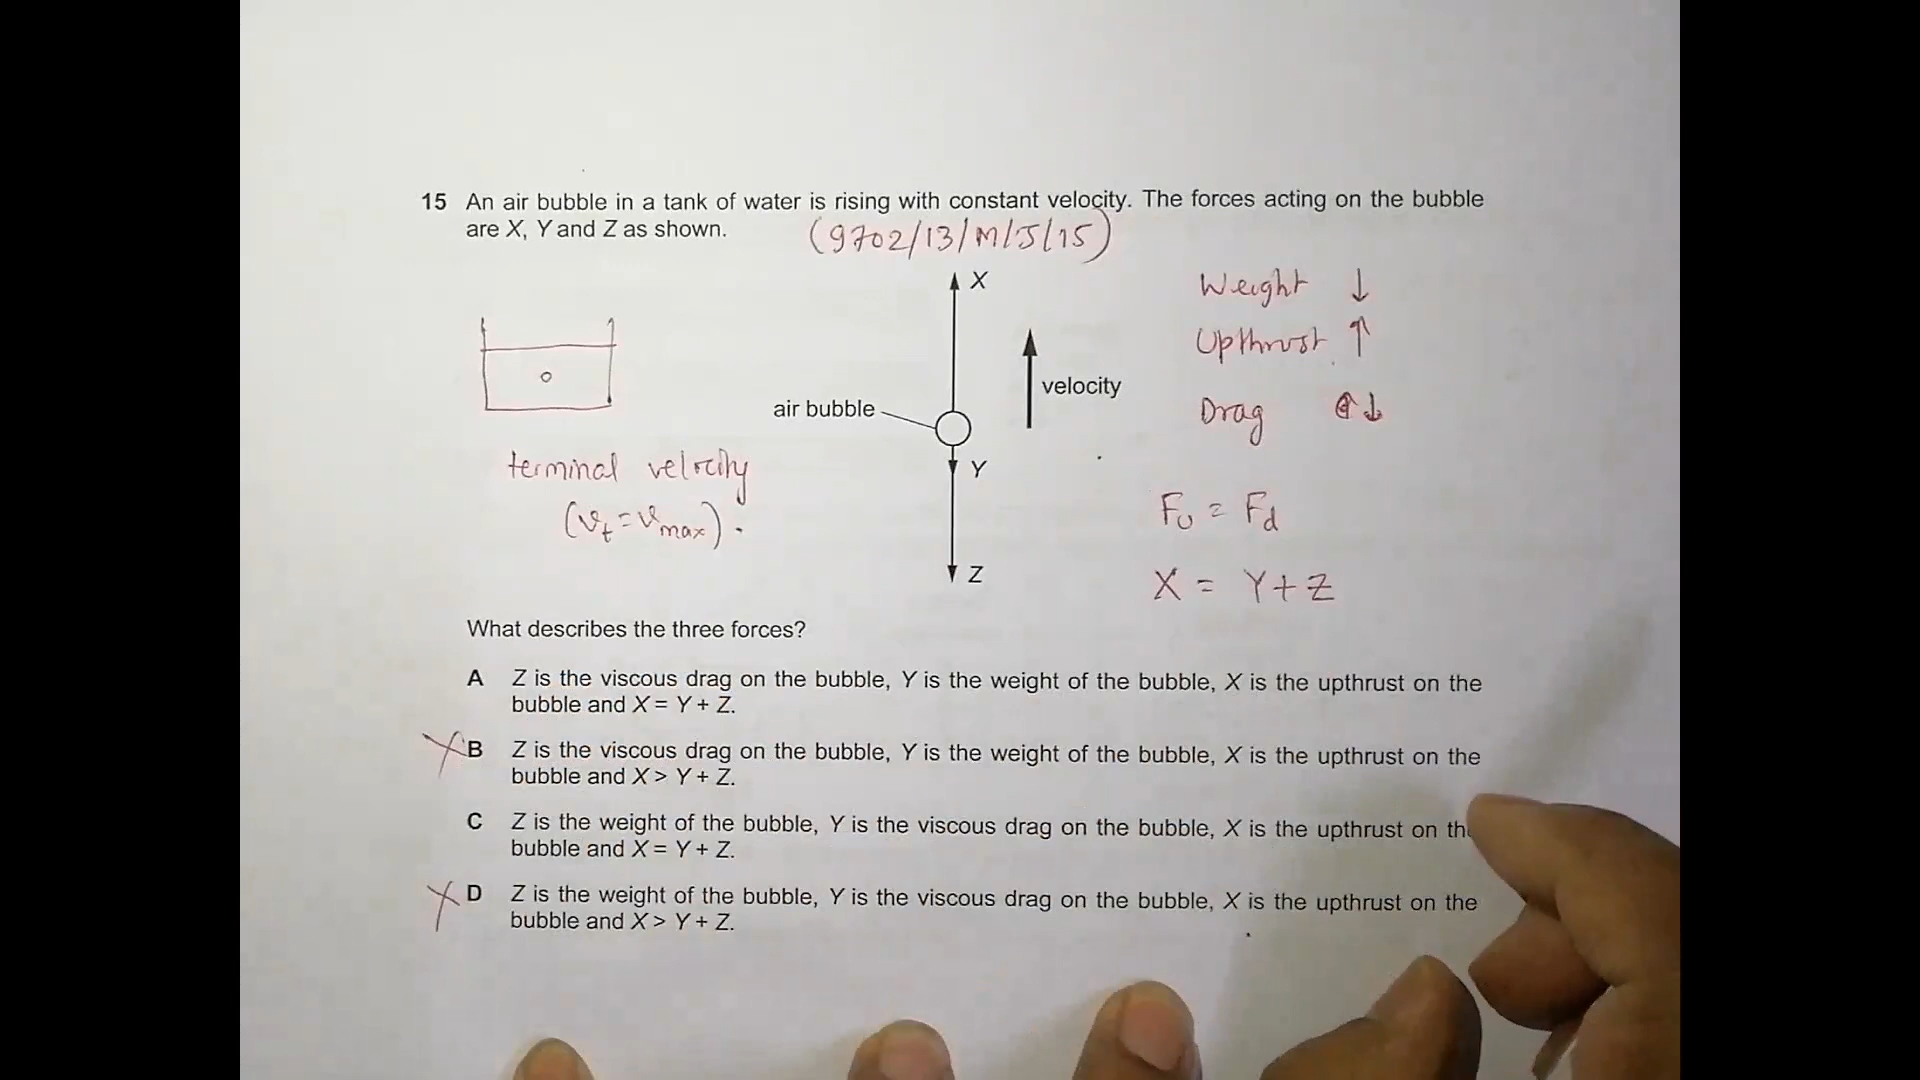 15 An air bubble in a tank of water is rising with constant velocity. The forces acting on the bubble
are X, Y and Z as shown.
(9702/13/M/J/15)
X
Weight ↓
Upthrust ↑
velocity
air bubble
Drag ↓
Y
terminal velocity
(vt = vmax).
Fu = Fd
Z
X = Y + Z
What describes the three forces?
A Z is the viscous drag on the bubble, Y is the weight of the bubble, X is the upthrust on the
bubble and X = Y + Z.
B Z is the viscous drag on the bubble, Y is the weight of the bubble, X is the upthrust on the
bubble and X > Y + Z.
C Z is the weight of the bubble, Y is the viscous drag on the bubble, X is the upthrust on
bubble and X = Y + Z.
D Z is the weight of the bubble, Y is the viscous drag on the bubble, X is the upthrust on the
bubble and X > Y + Z.